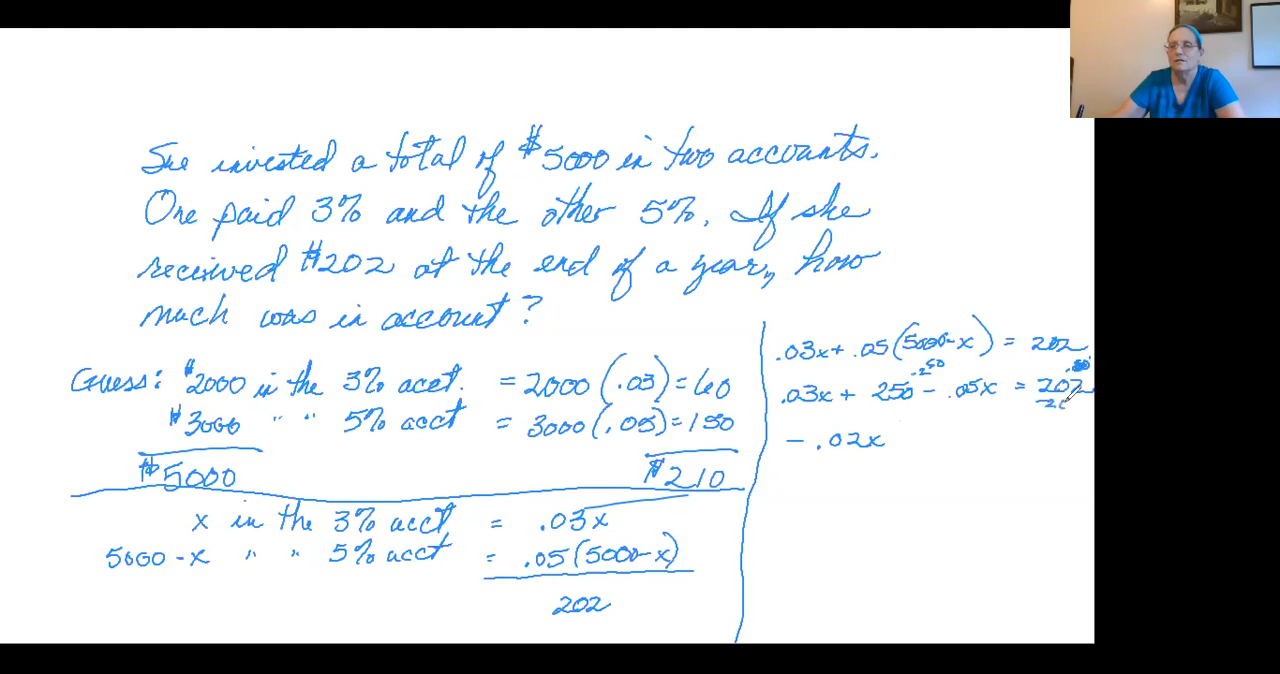 She invested a total of $5000 in two accounts.
One paid 3% and the other 5%. If she
received $202 at the end of a year, how
much was in account?
Guess: $2000 in the 3% acct. = 2000(.03) = 60
$3000 " " 5% acct = 3000(.05) = 150
$5000 $210
x in the 3% acct = .03x
5000-x " " 5% acct = .05(5000-x)
202
.03x + .05(5000-x) = 202
.03x + 250 - .05x = 202
- .02x